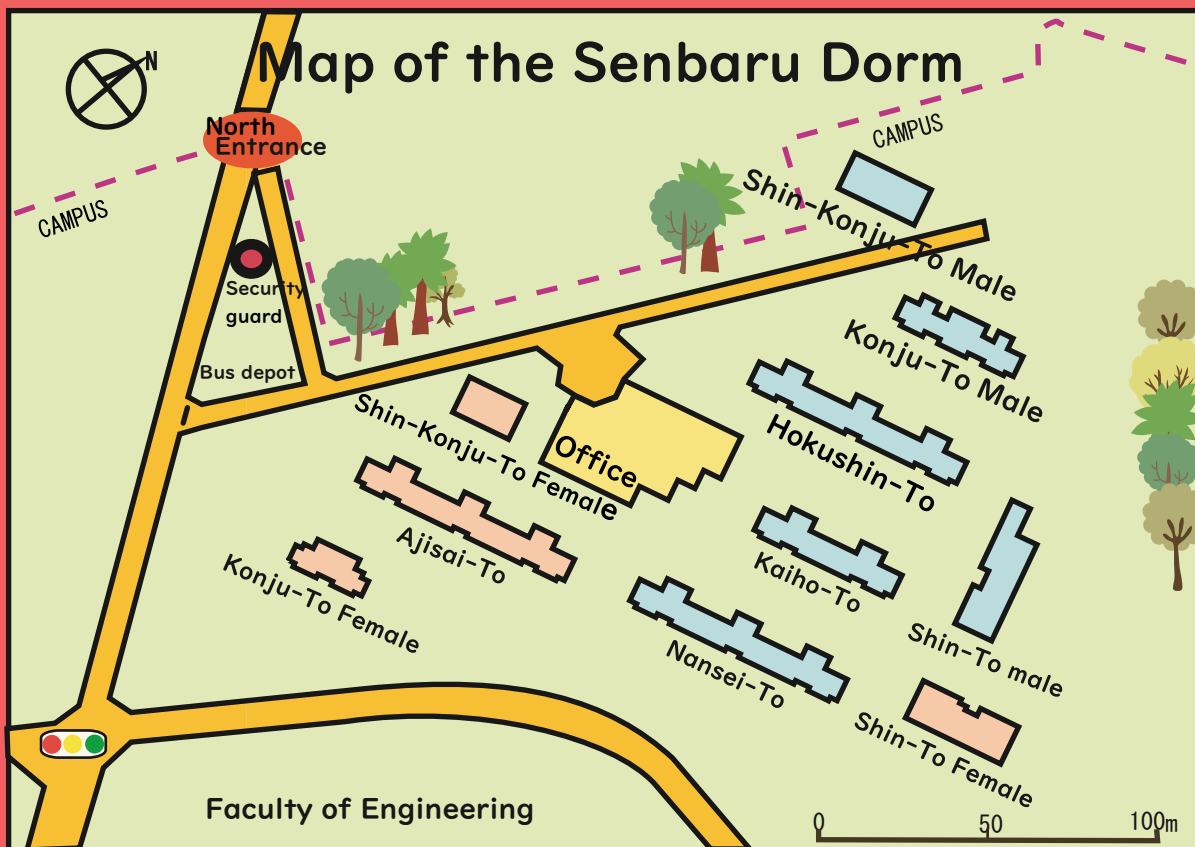 N
Map of the Senbaru Dorm
North
Entrance
CAMPUS
CAMPUS
Shin-Konju-To Male
Security
guard
Bus depot
Konju-To Male
Shin-Konju-To Female
Office
Hokushin-To
Ajisai-To
Konju-To Female
Kaiho-To
Nansei-To
Shin-To male
Shin-To Female
Faculty of Engineering
0 50 100m